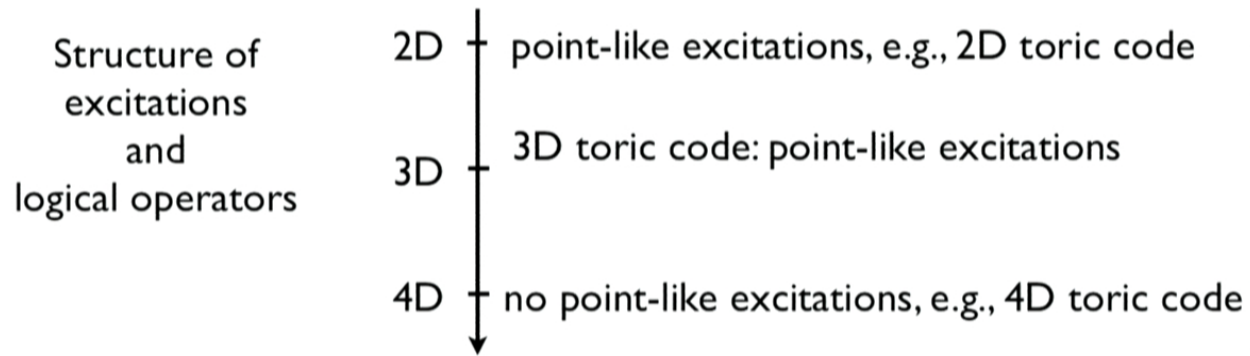 Structure of
excitations
and
logical operators
2D point-like excitations, e.g., 2D toric code
3D toric code: point-like excitations
3D
4D no point-like excitations, e.g., 4D toric code